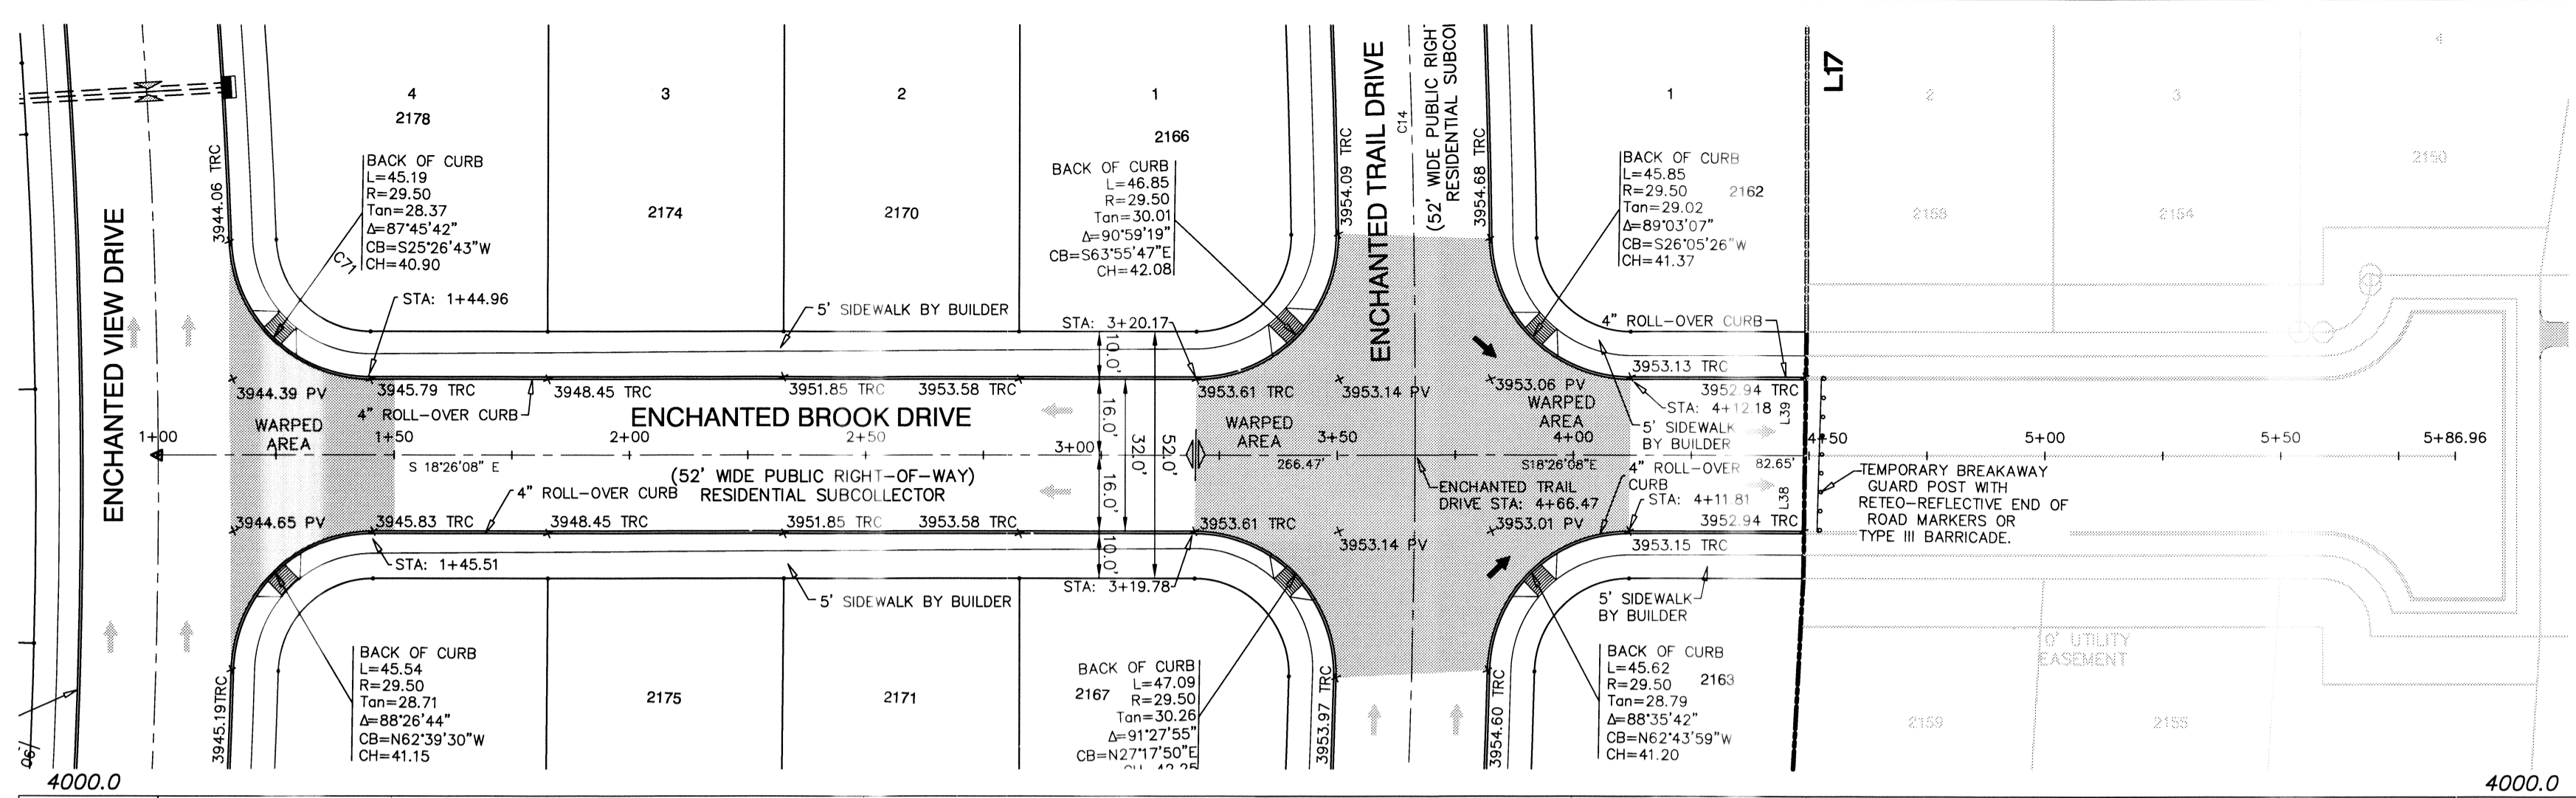 ENCHANTED VIEW DRIVE
3944.06 TRC
4
2178
BACK OF CURB
L=45.19
R=29.50
Tan=28.37
Δ=87°45'42"
CB=S25°26'43"W
CH=40.90
C71
STA: 1+44.96
3
2174
2
2170
5' SIDEWALK BY BUILDER
1
2166
BACK OF CURB
L=46.85
R=29.50
Tan=30.01
Δ=90°59'19"
CB=S63°55'47"E
CH=42.08
STA: 3+20.17
ENCHANTED TRAIL DRIVE
3954.09 TRC
C14
(52' WIDE PUBLIC RIGH
RESIDENTIAL SUBCOL
3954.68 TRC
1
BACK OF CURB
L=45.85
R=29.50
2162
Tan=29.02
Δ=89°03'07"
CB=S26°05'26"W
CH=41.37
4" ROLL-OVER CURB
L17
2
2158
3
2154
4
2150
3944.39 PV
3945.79 TRC
3948.45 TRC
3951.85 TRC
3953.58 TRC
3953.61 TRC
3953.14 PV
3953.06 PV
3953.13 TRC
3952.94 TRC
4" ROLL-OVER CURB
ENCHANTED BROOK DRIVE
10.0'
16.0'
32.0'
52.0'
16.0'
10.0'
WARPED
AREA
WARPED
AREA
WARPED
AREA
STA: 4+12.18
L39
5' SIDEWALK
BY BUILDER
1+00
1+50
2+00
2+50
3+00
3+50
4+00
4+50
5+00
5+50
5+86.96
S 18°26'08" E
266.47'
S18°26'08"E
82.65'
(52' WIDE PUBLIC RIGHT-OF-WAY)
RESIDENTIAL SUBCOLLECTOR
4" ROLL-OVER CURB
ENCHANTED TRAIL
DRIVE STA: 4+66.47
4" ROLL-OVER
CURB
STA: 4+11.81
L38
TEMPORARY BREAKAWAY
GUARD POST WITH
RETEO-REFLECTIVE END OF
ROAD MARKERS OR
TYPE III BARRICADE.
3944.65 PV
3945.83 TRC
3948.45 TRC
3951.85 TRC
3953.58 TRC
3953.61 TRC
3953.14 PV
3953.01 PV
3952.94 TRC
3953.15 TRC
STA: 1+45.51
5' SIDEWALK BY BUILDER
STA: 3+19.78
5' SIDEWALK
BY BUILDER
3945.19TRC
BACK OF CURB
L=45.54
R=29.50
Tan=28.71
Δ=88°26'44"
CB=N62°39'30"W
CH=41.15
2175
2171
BACK OF CURB
2167
L=47.09
R=29.50
Tan=30.26
Δ=91°27'55"
CB=N27°17'50"E
CH=42.25
3953.97 TRC
3954.60 TRC
BACK OF CURB
L=45.62
R=29.50
2163
Tan=28.79
Δ=88°35'42"
CB=N62°43'59"W
CH=41.20
0' UTILITY
EASEMENT
2159
2155
4000.0
4000.0